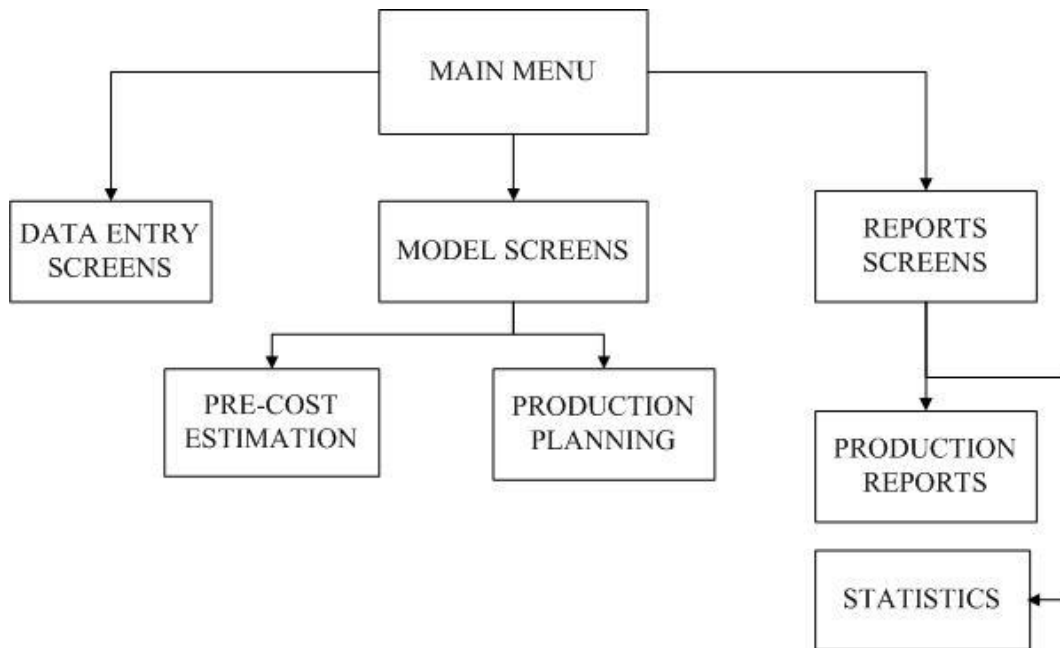 MAIN MENU
DATA ENTRY
SCREENS
MODEL SCREENS
REPORTS
SCREENS
PRE-COST
ESTIMATION
PRODUCTION
PLANNING
PRODUCTION
REPORTS
STATISTICS